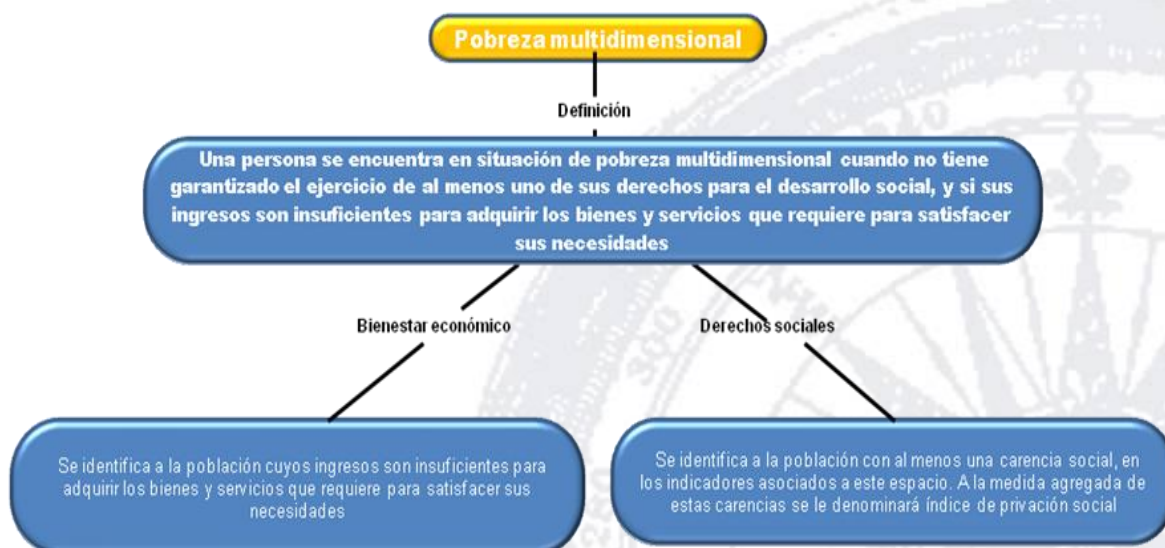 Pobreza multidimensional
Definición
Una persona se encuentra en situación de pobreza multidimensional cuando no tiene
garantizado el ejercicio de al menos uno de sus derechos para el desarrollo social, y si sus
ingresos son insuficientes para adquirir los bienes y servicios que requiere para satisfacer
sus necesidades
Bienestar económico
Derechos sociales
Se identifica a la población cuyos ingresos son insuficientes para
adquirir los bienes y servicios que requiere para satisfacer sus
necesidades
Se identifica a la población con al menos una carencia social, en
los indicadores asociados a este espacio. A la medida agregada de
estas carencias se le denominará índice de privación social